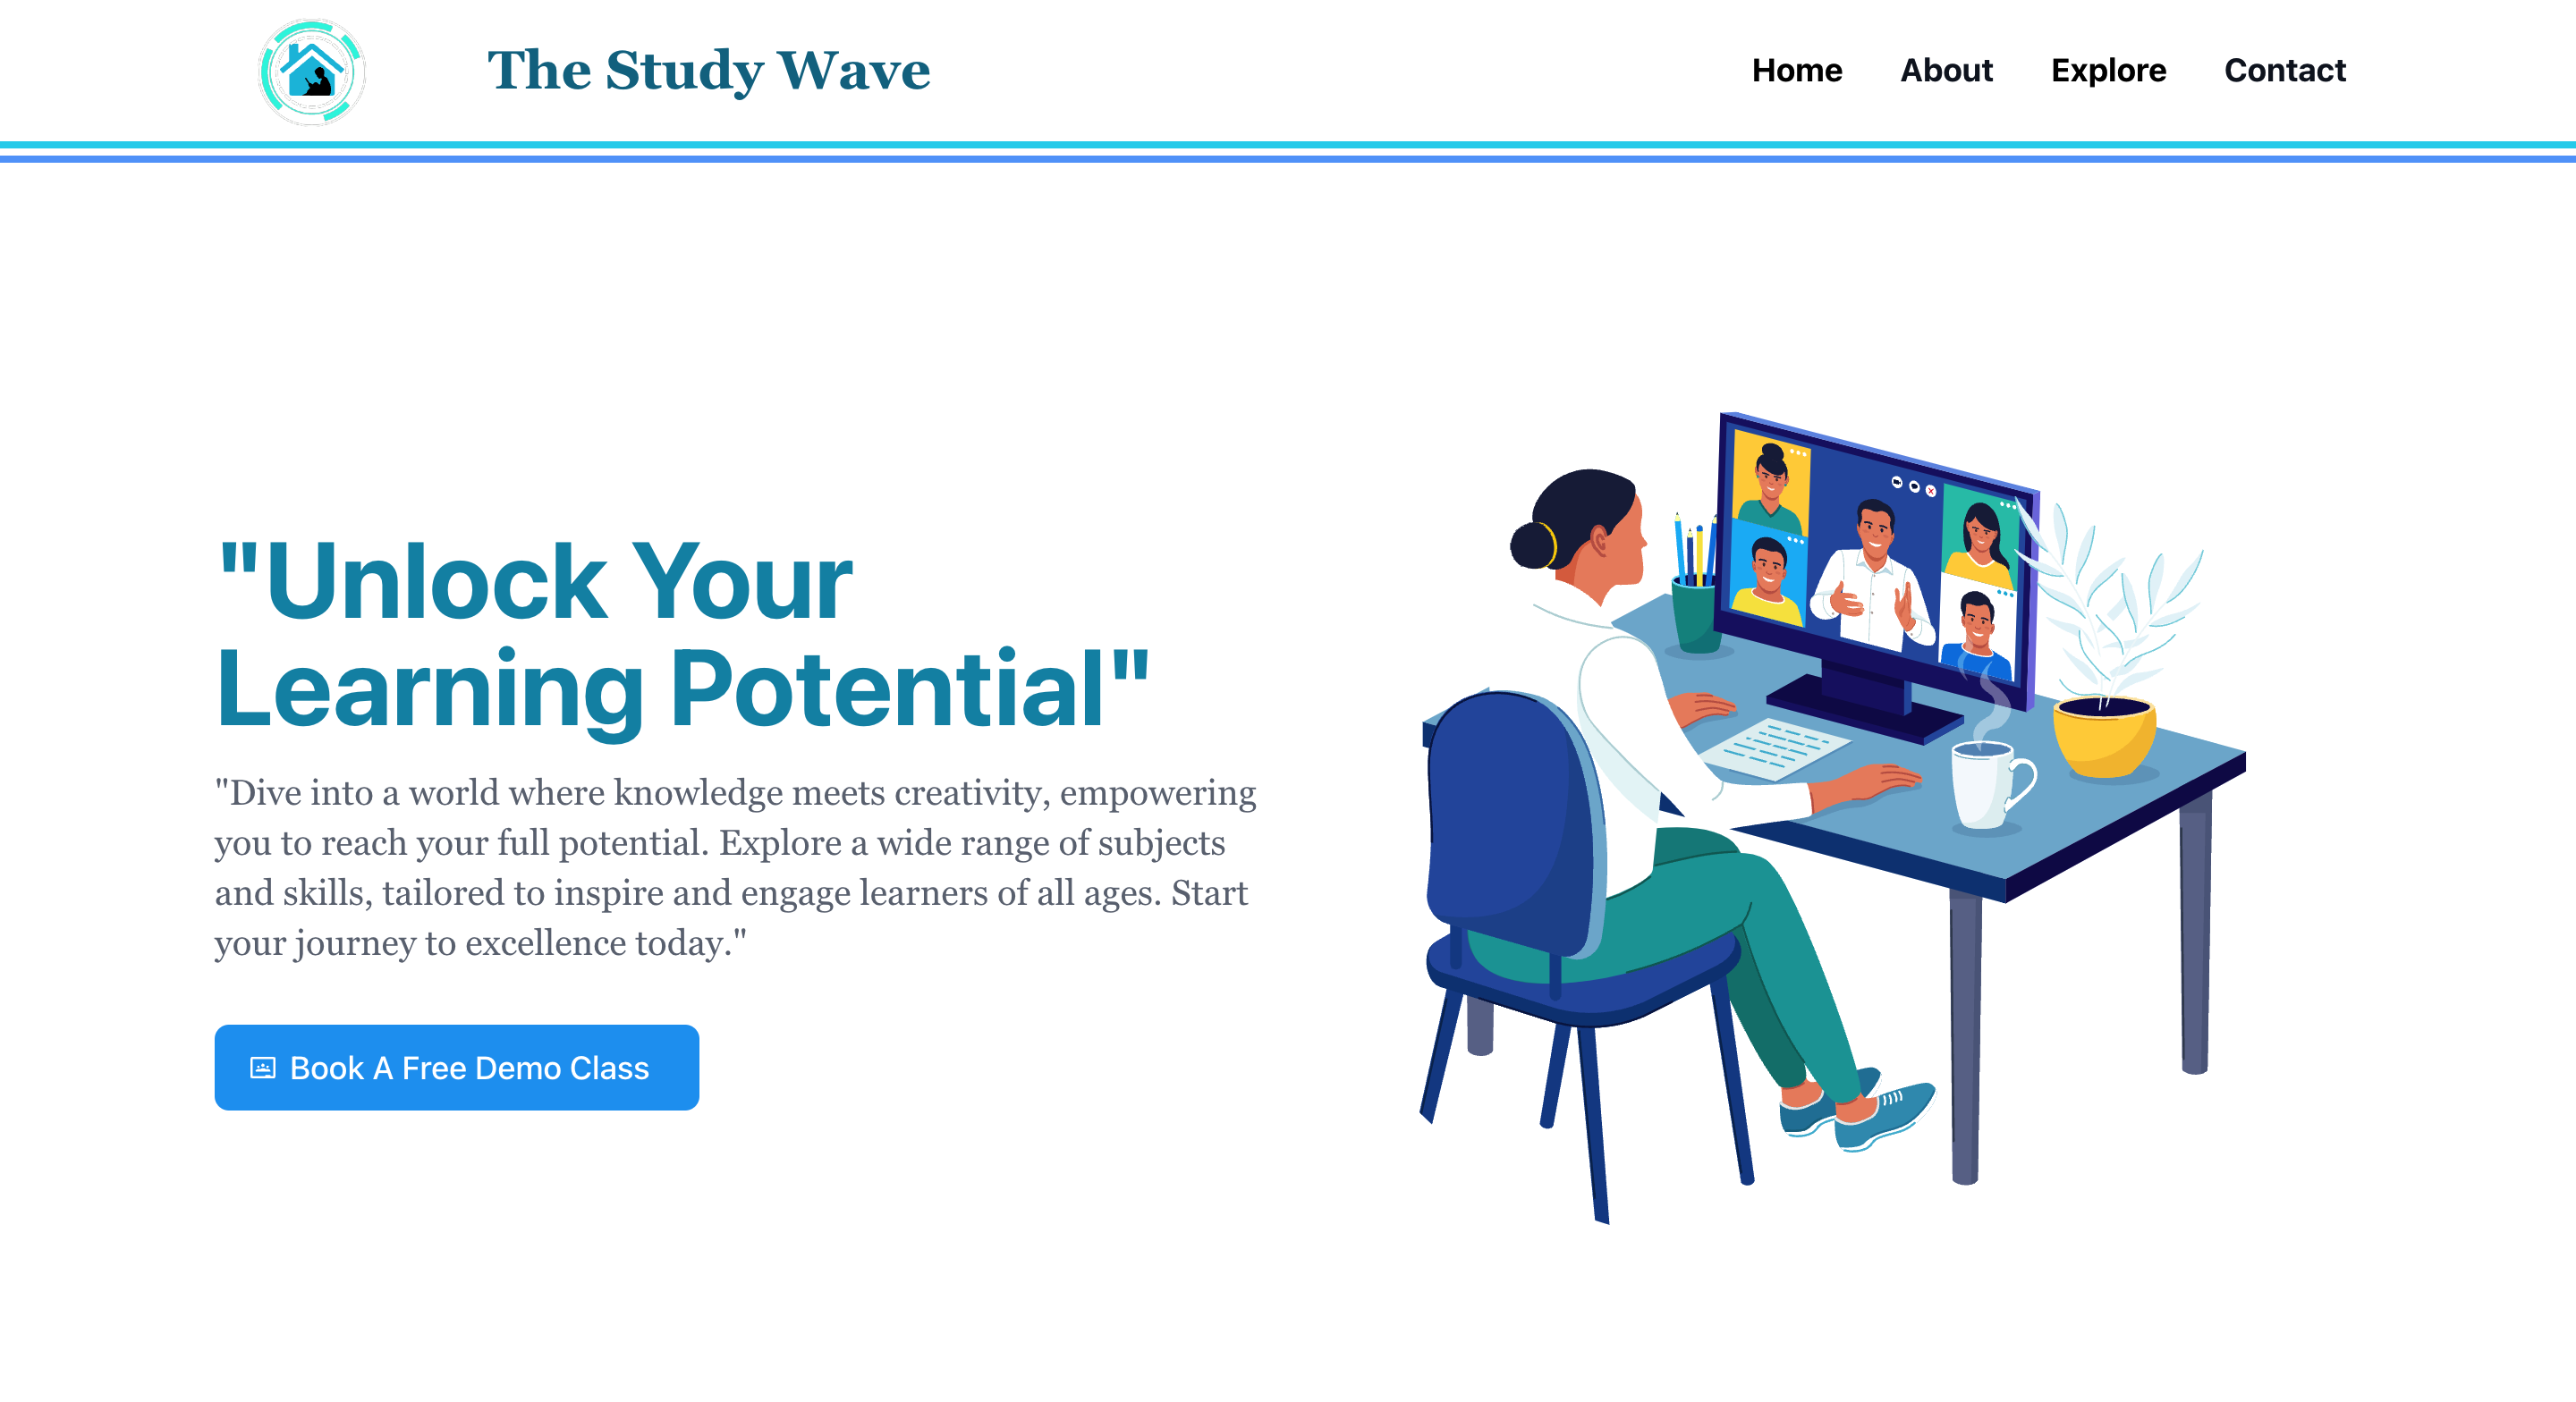 The Study Wave
Home
About
Explore
Contact
"Unlock Your
Learning Potential"
"Dive into a world where knowledge meets creativity, empowering
you to reach your full potential. Explore a wide range of subjects
and skills, tailored to inspire and engage learners of all ages. Start
your journey to excellence today."
Book A Free Demo Class